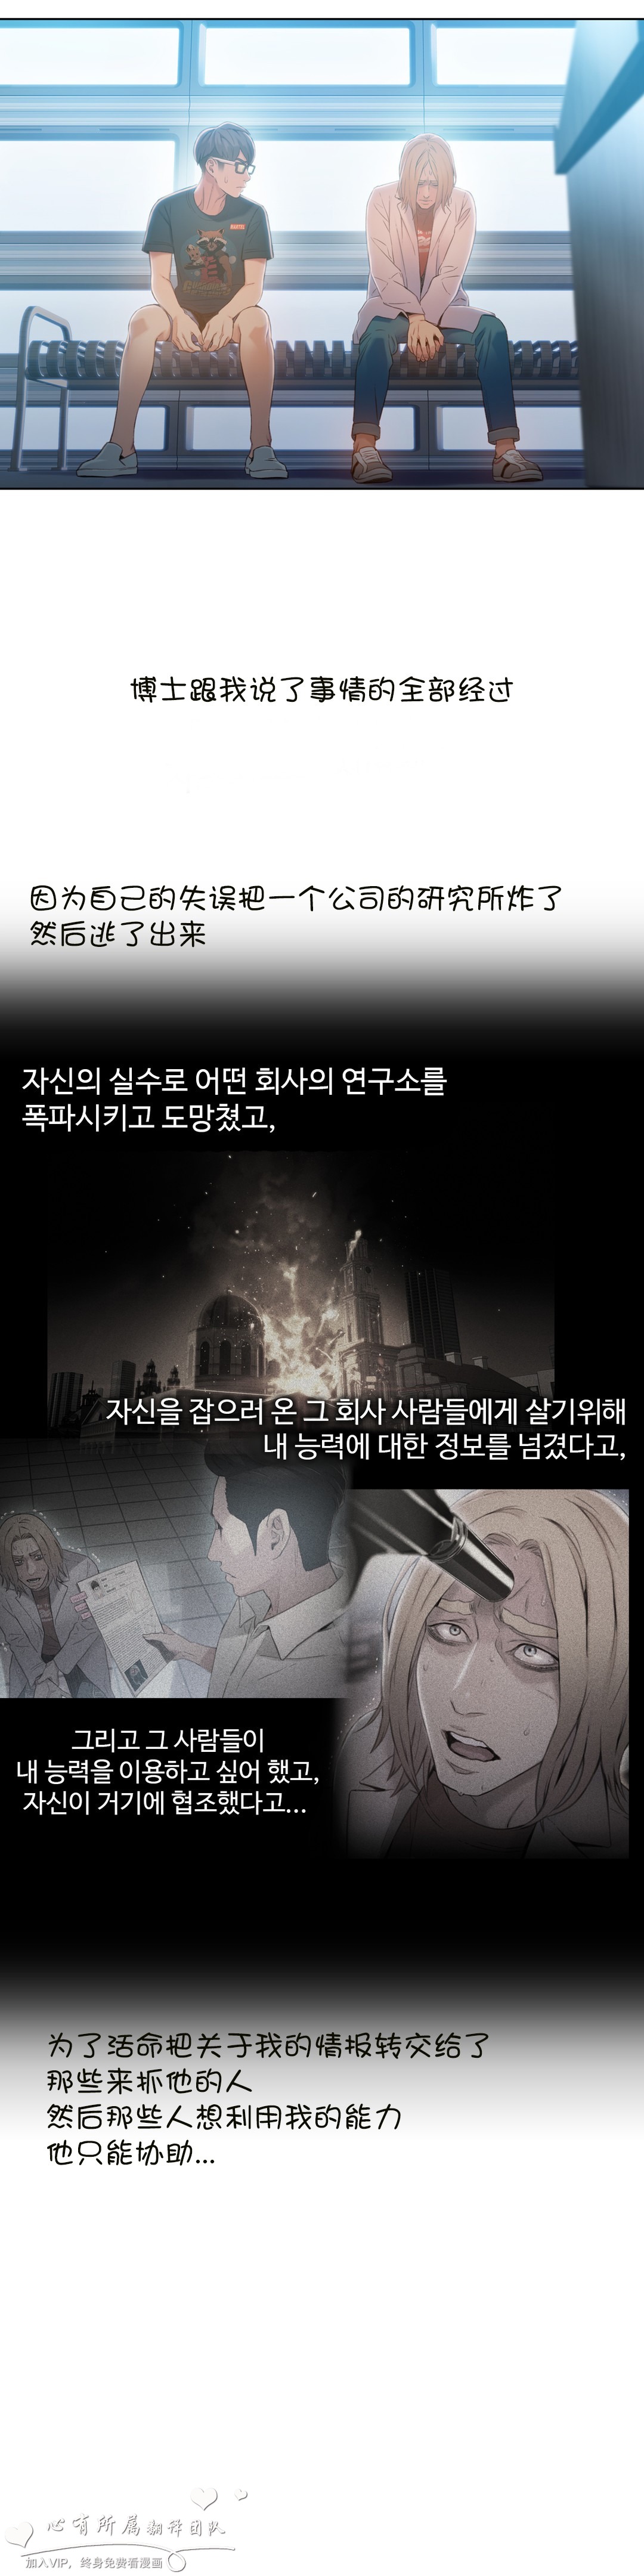 博士跟我说了事情的全部经过
因为自己的失误把一个公司的研究所炸了
然后逃了出来
자신의 실수로 어떤 회사의 연구소를
폭파시키고 도망쳤고,
자신을 잡으러 온 그 회사 사람들에게 살기위해
내 능력에 대한 정보를 넘겼다고,
그리고 그 사람들이
내 능력을 이용하고 싶어 했고,
자신이 거기에 협조했다고...
为了活命把关于我的情报转交给了
那些来抓他的人
然后那些人想利用我的能力
他只能协助...
心有所属翻译团队
加入VIP，终身免费看漫画